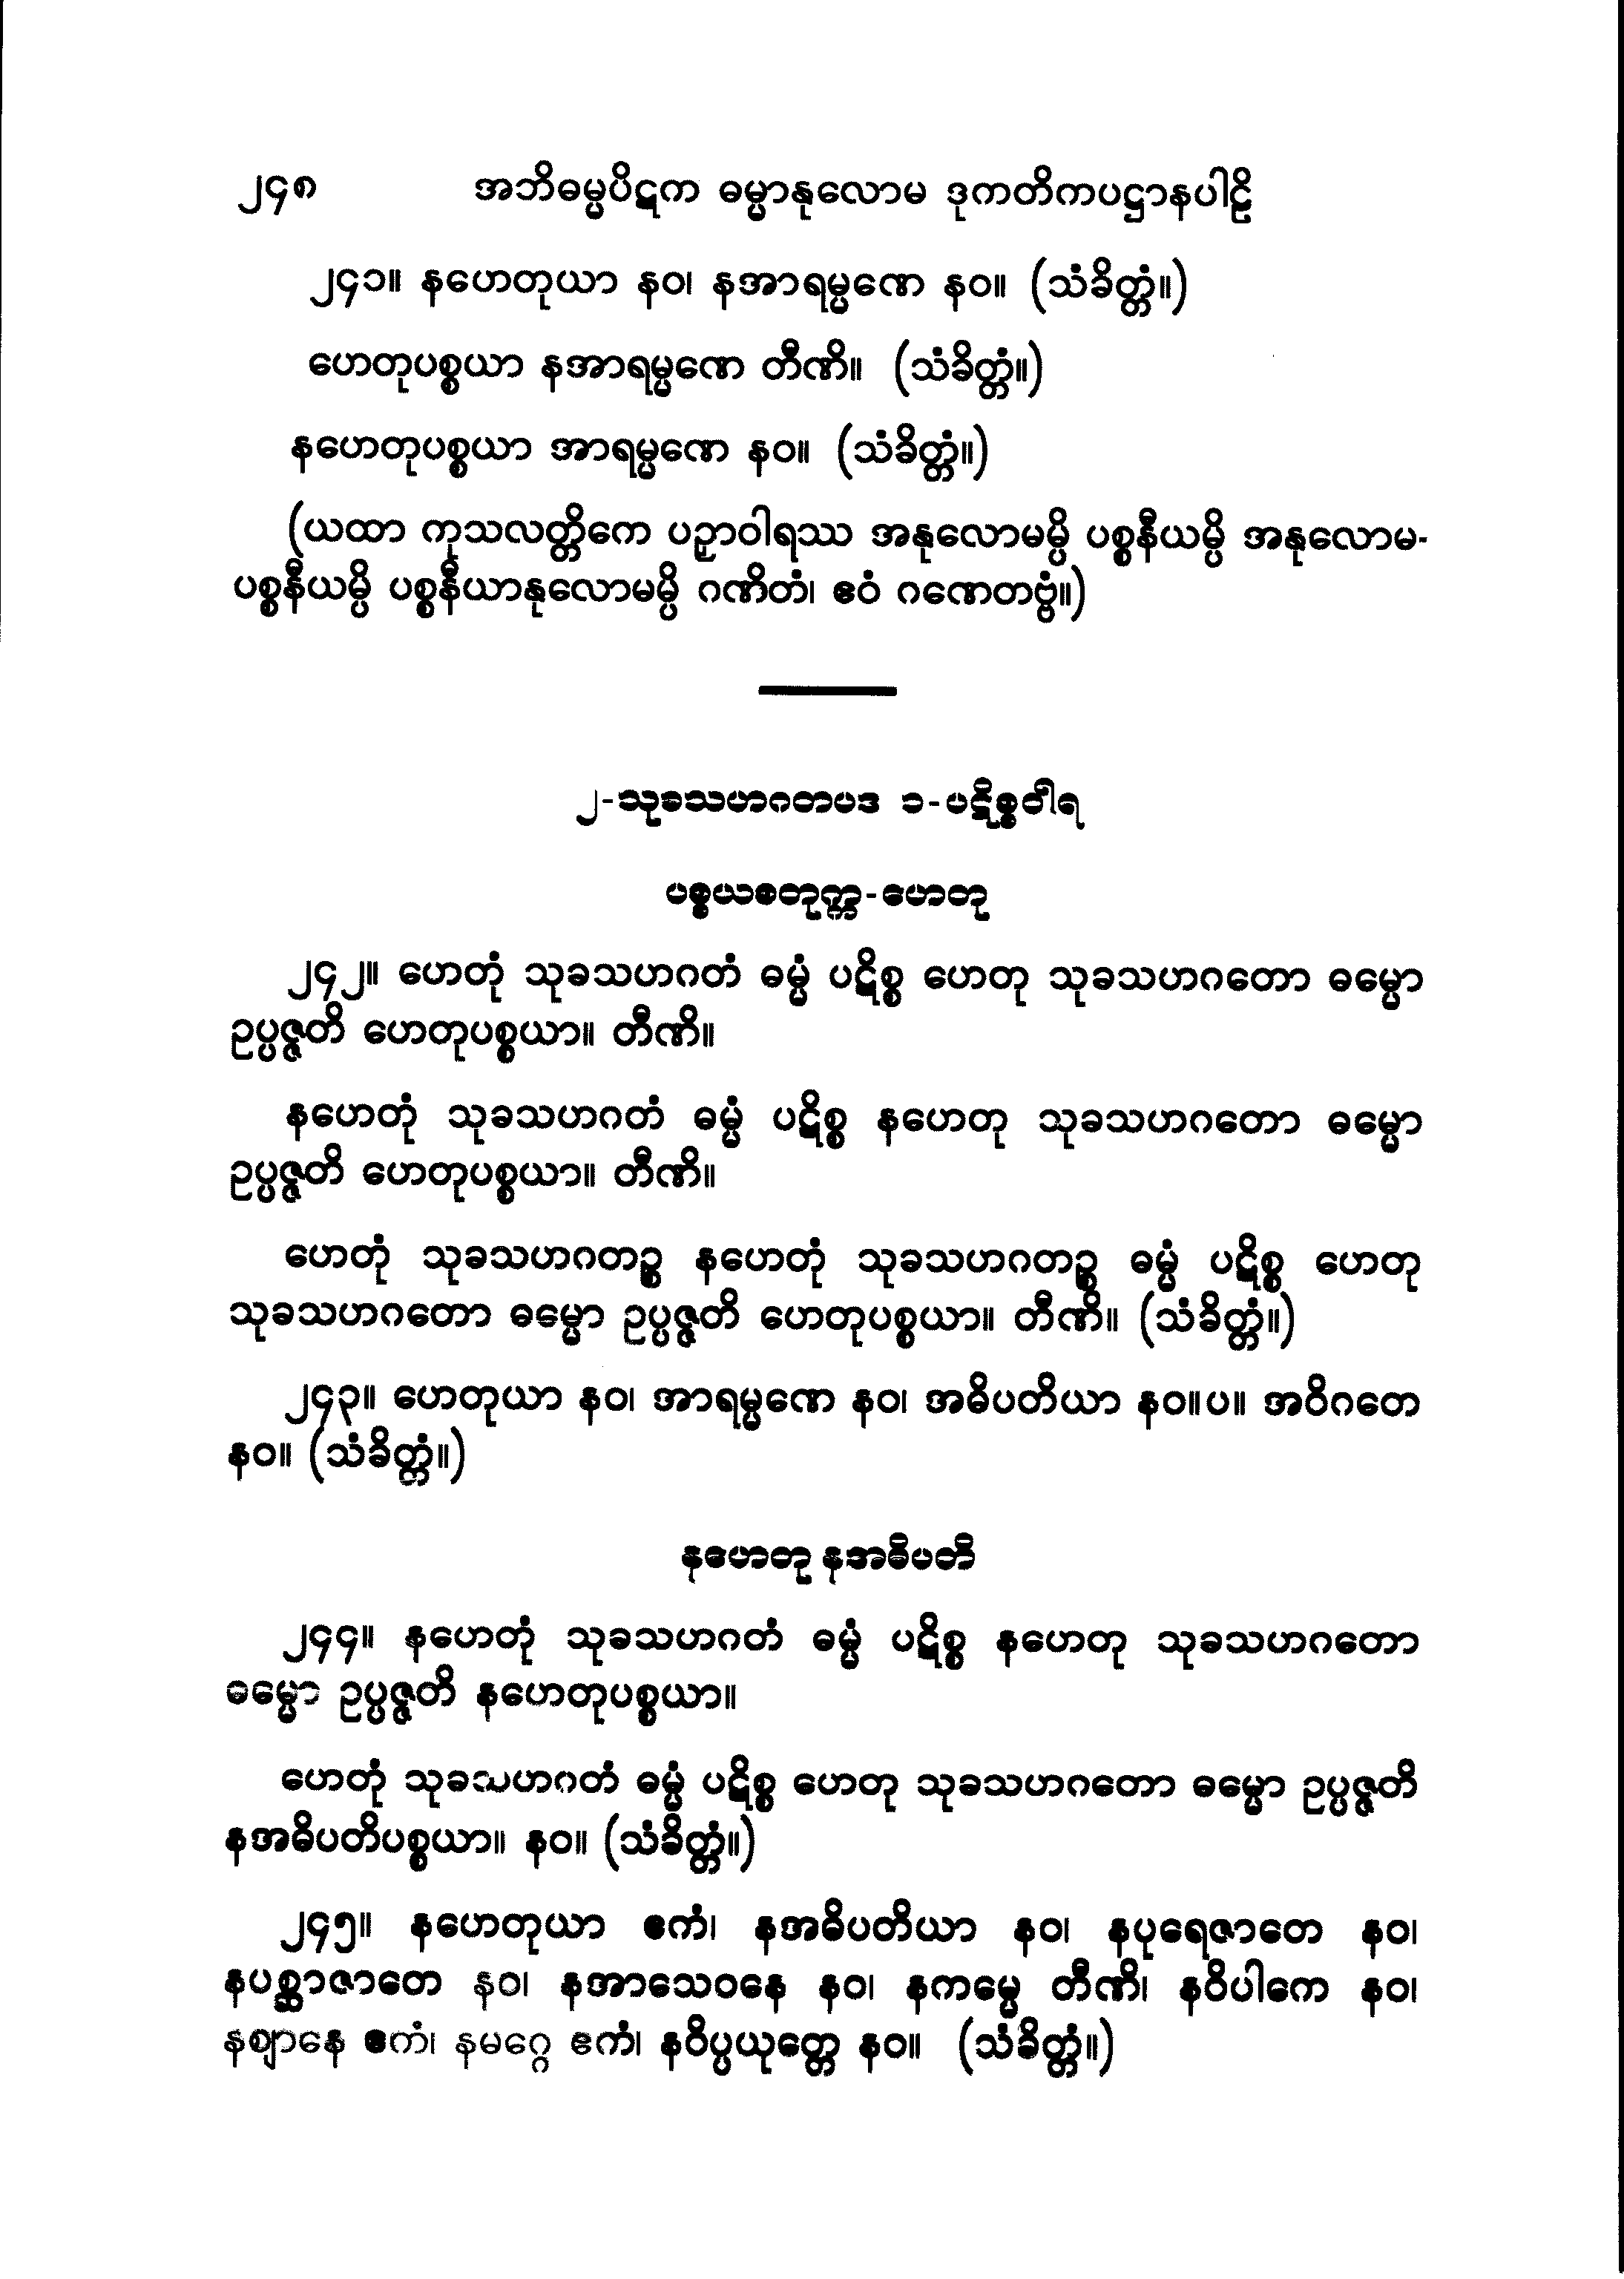 ၂၄၈ အဘိဓမ္မပိဋက ဓမ္မာနုလောမ ဒုကတိကပဋ္ဌာနပါဠိ
၂၄၁။ နဟေတုယာ နဝ၊ နအာရမ္မဏေ နဝ။ (သံခိတ္တံ။)
ဟေတုပစ္စယာ နအာရမ္မဏေ တီဏိ။ (သံခိတ္တံ။)
နဟေတုပစ္စယာ အာရမ္မဏေ နဝ။ (သံခိတ္တံ။)
(ယထာ ကုသလတ္တိကေ ပဉှာဝါရဿ အနုလောမမ္ပိ ပစ္စနီယမ္ပိ အနုလောမ-
ပစ္စနီယမ္ပိ ပစ္စနီယာနုလောမမ္ပိ ဂဏိတံ၊ ဧဝံ ဂဏေတဗ္ဗံ။)
၂-သုခသဟဂတပဒ ၁-ပဋိစ္စဝါရ
ပစ္စယစတုက္က-ဟေတု
၂၄၂။ ဟေတုံ သုခသဟဂတံ ဓမ္မံ ပဋိစ္စ ဟေတု သုခသဟဂတော ဓမ္မော
ဥပ္ပဇ္ဇတိ ဟေတုပစ္စယာ။ တီဏိ။
နဟေတုံ သုခသဟဂတံ ဓမ္မံ ပဋိစ္စ နဟေတု သုခသဟဂတော ဓမ္မော
ဥပ္ပဇ္ဇတိ ဟေတုပစ္စယာ။ တီဏိ။
ဟေတုံ သုခသဟဂတဉ္စ နဟေတုံ သုခသဟဂတဉ္စ ဓမ္မံ ပဋိစ္စ ဟေတု
သုခသဟဂတော ဓမ္မော ဥပ္ပဇ္ဇတိ ဟေတုပစ္စယာ။ တီဏိ။ (သံခိတ္တံ။)
၂၄၃။ ဟေတုယာ နဝ၊ အာရမ္မဏေ နဝ၊ အဓိပတိယာ နဝ။ပ။ အဝိဂတေ
နဝ။ (သံခိတ္တံ။)
နဟေတု နအဓိပတိ
၂၄၄။ နဟေတုံ သုခသဟဂတံ ဓမ္မံ ပဋိစ္စ နဟေတု သုခသဟဂတော
ဓမ္မော ဥပ္ပဇ္ဇတိ နဟေတုပစ္စယာ။
ဟေတုံ သုခသဟဂတံ ဓမ္မံ ပဋိစ္စ ဟေတု သုခသဟဂတော ဓမ္မော ဥပ္ပဇ္ဇတိ
နအဓိပတိပစ္စယာ။ နဝ။ (သံခိတ္တံ။)
၂၄၅။ နဟေတုယာ ဧကံ၊ နအဓိပတိယာ နဝ၊ နပုရေဇာတေ နဝ၊
နပစ္ဆာဇာတေ နဝ၊ နအာသေဝနေ နဝ၊ နကမ္မေ တီဏိ၊ နဝိပါကေ နဝ၊
နဈာနေ ဧကံ၊ နမဂ္ဂေ ဧကံ၊ နဝိပ္ပယုတ္တေ နဝ။ (သံခိတ္တံ။)